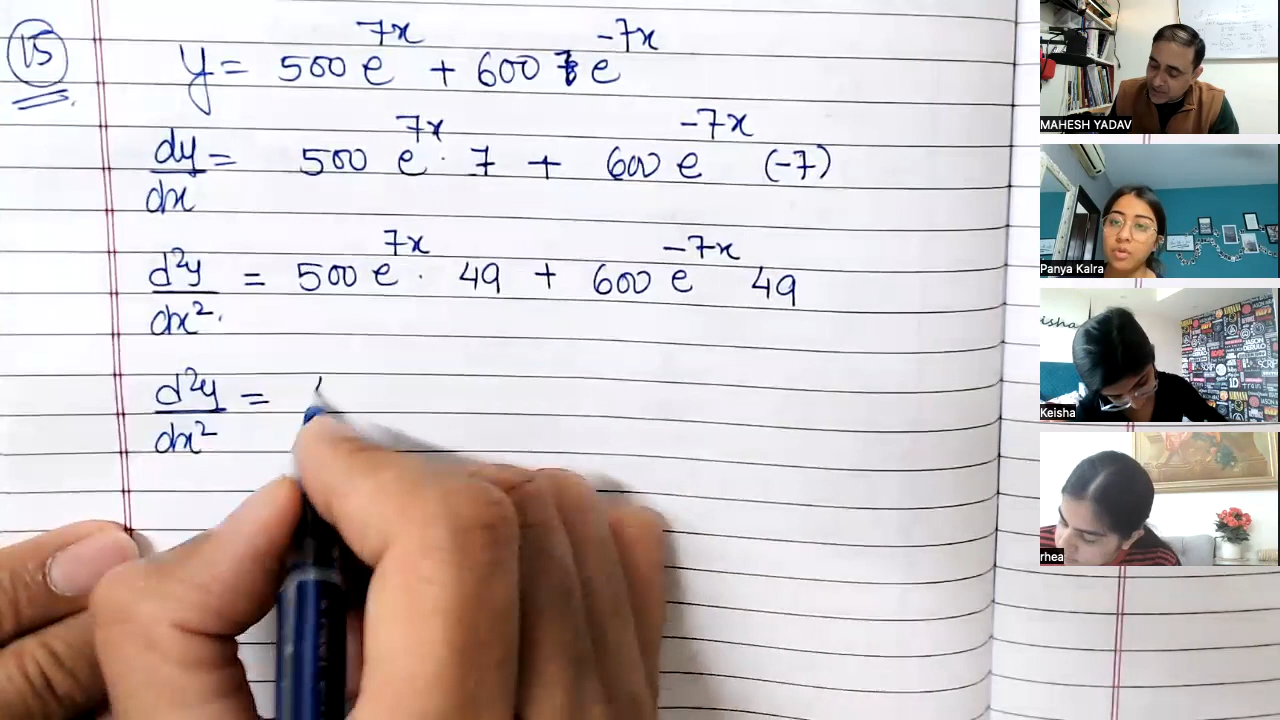 15
y = 500 e^7x + 600 e^-7x
dy/dx = 500 e^7x · 7 + 600 e^-7x (-7)
d²y/dx² = 500 e^7x · 49 + 600 e^-7x 49
d²y/dx² =
MAHESH YADAV
Panya Kalra
Keisha
rhea